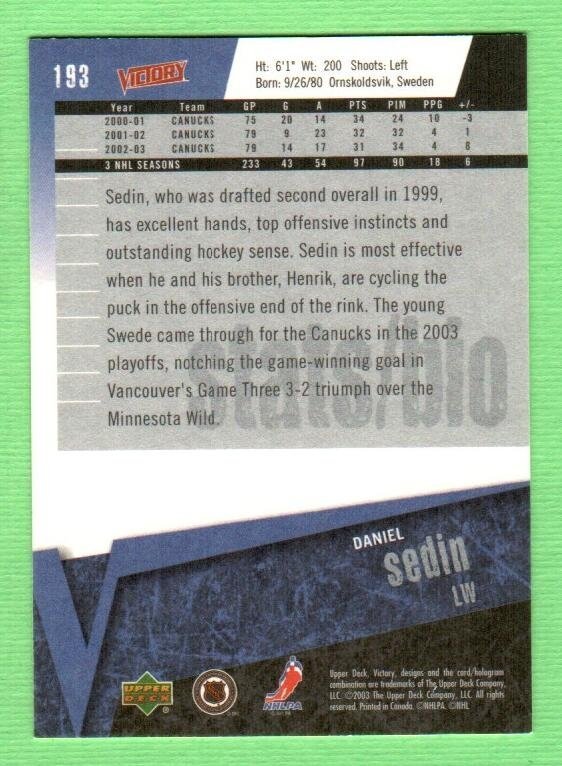 193
VICTORY
Ht: 6'1" Wt: 200 Shoots: Left
Born: 9/26/80 Ornskoldsvik, Sweden
Year Team GP G A PTS PIM PPG +/-
2000-01 CANUCKS 75 20 14 34 24 10 -3
2001-02 CANUCKS 79 9 23 32 32 4 1
2002-03 CANUCKS 79 14 17 31 34 4 8
3 NHL SEASONS 233 43 54 97 90 18 6
Sedin, who was drafted second overall in 1999,
has excellent hands, top offensive instincts and
outstanding hockey sense. Sedin is most effective
when he and his brother, Henrik, are cycling the
puck in the offensive end of the rink. The young
Swede came through for the Canucks in the 2003
playoffs, notching the game-winning goal in
Vancouver's Game Three 3-2 triumph over the
Minnesota Wild.
stats/bio
DANIEL
sedin
LW
UPPER
DECK
®
NHL
NHLPA
Upper Deck, Victory, designs and the card/hologram
combination are trademarks of The Upper Deck Company,
LLC. ©2003 The Upper Deck Company, LLC. All rights
reserved. Printed in Canada. ©NHLPA. ©NHL